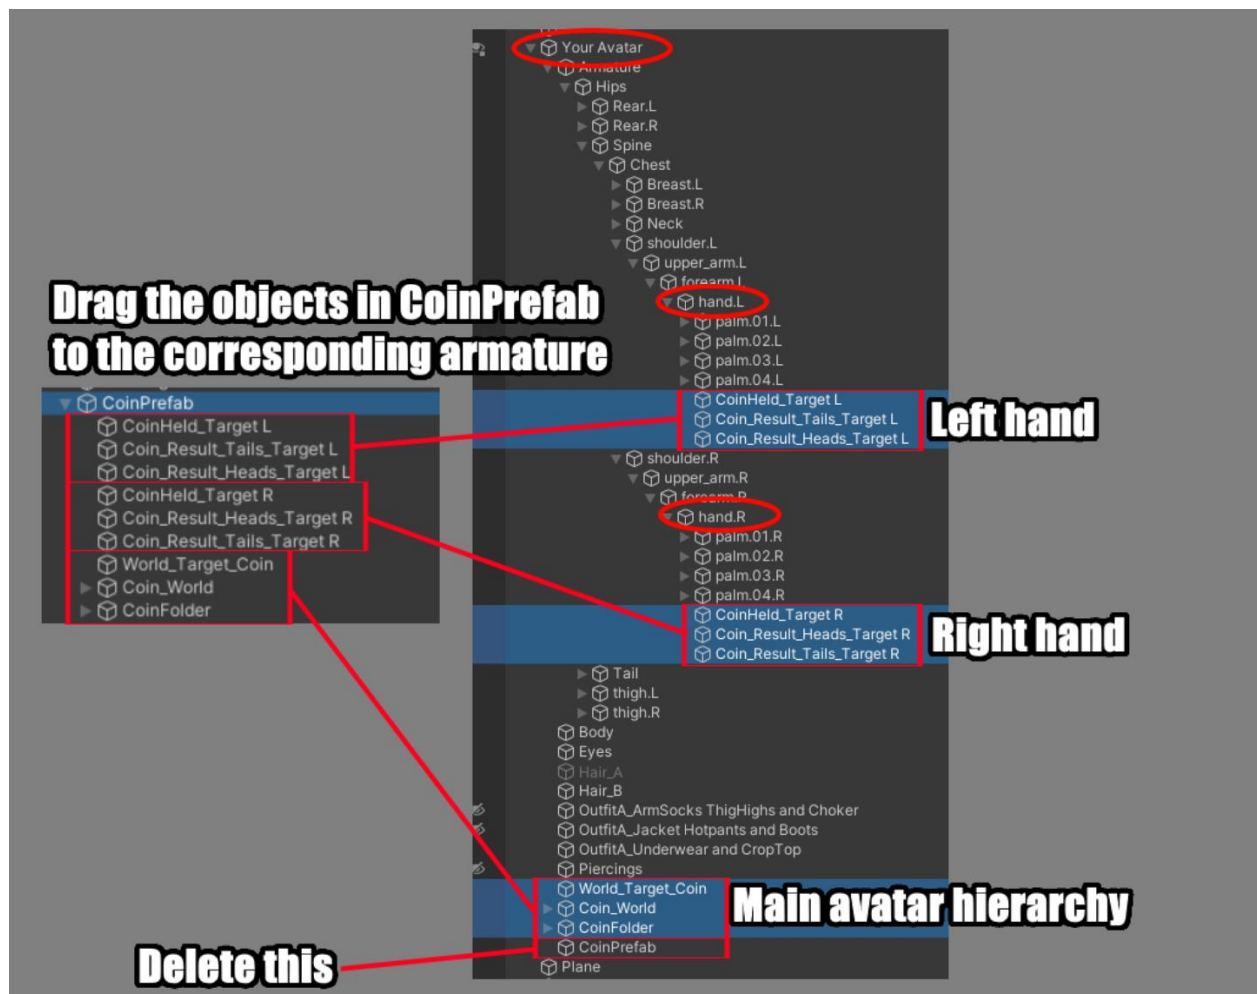 Your Avatar
Armature
Hips
Rear.L
Rear.R
Spine
Chest
Breast.L
Breast.R
Neck
shoulder.L
upper_arm.L
forearm.L
hand.L
palm.01.L
palm.02.L
palm.03.L
palm.04.L
CoinHeld_Target L
Coin_Result_Tails_Target L
Coin_Result_Heads_Target L
Left hand
shoulder.R
upper_arm.R
forearm.R
hand.R
palm.01.R
palm.02.R
palm.03.R
palm.04.R
CoinHeld_Target R
Coin_Result_Heads_Target R
Coin_Result_Tails_Target R
Right hand
Tail
thigh.L
thigh.R
Body
Eyes
Hair_A
Hair_B
OutfitA_ArmSocks ThigHighs and Choker
OutfitA_Jacket Hotpants and Boots
OutfitA_Underwear and CropTop
Piercings
World_Target_Coin
Coin_World
CoinFolder
Main avatar hierarchy
CoinPrefab
Plane
Drag the objects in CoinPrefab
to the corresponding armature
CoinPrefab
CoinHeld_Target L
Coin_Result_Tails_Target L
Coin_Result_Heads_Target L
CoinHeld_Target R
Coin_Result_Heads_Target R
Coin_Result_Tails_Target R
World_Target_Coin
Coin_World
CoinFolder
Delete this